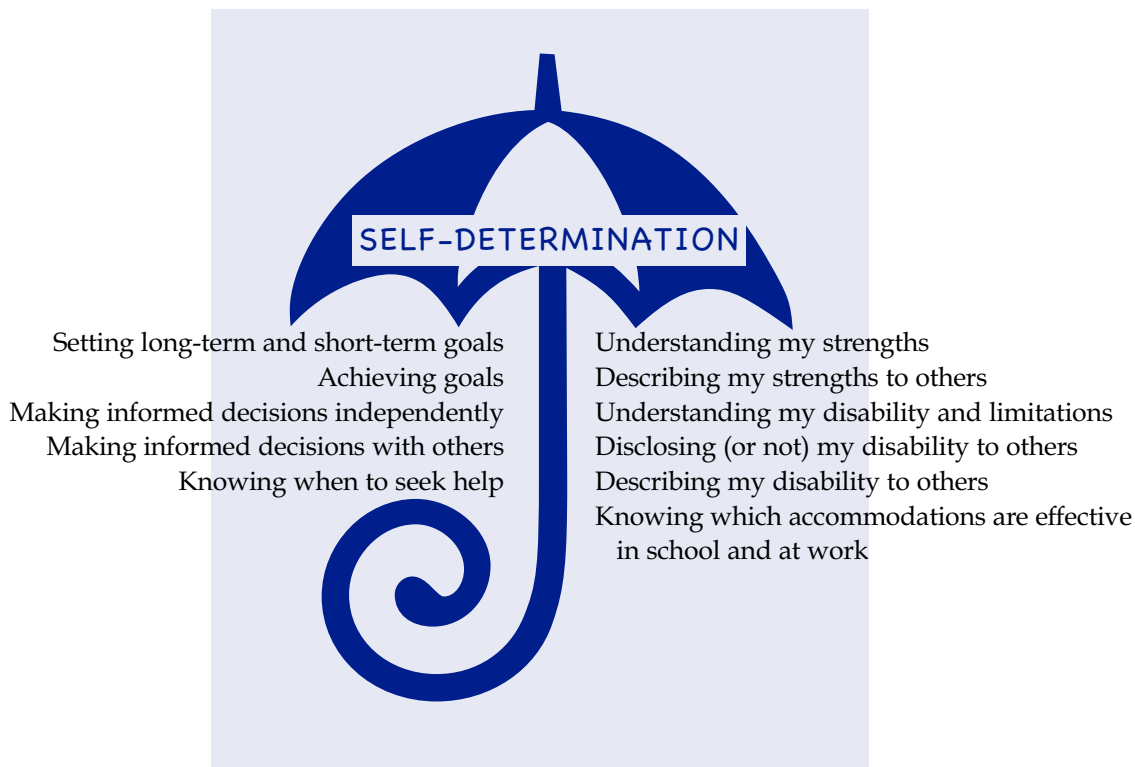 SELF-DETERMINATION
Setting long-term and short-term goals
Achieving goals
Making informed decisions independently
Making informed decisions with others
Knowing when to seek help
Understanding my strengths
Describing my strengths to others
Understanding my disability and limitations
Disclosing (or not) my disability to others
Describing my disability to others
Knowing which accommodations are effective
in school and at work